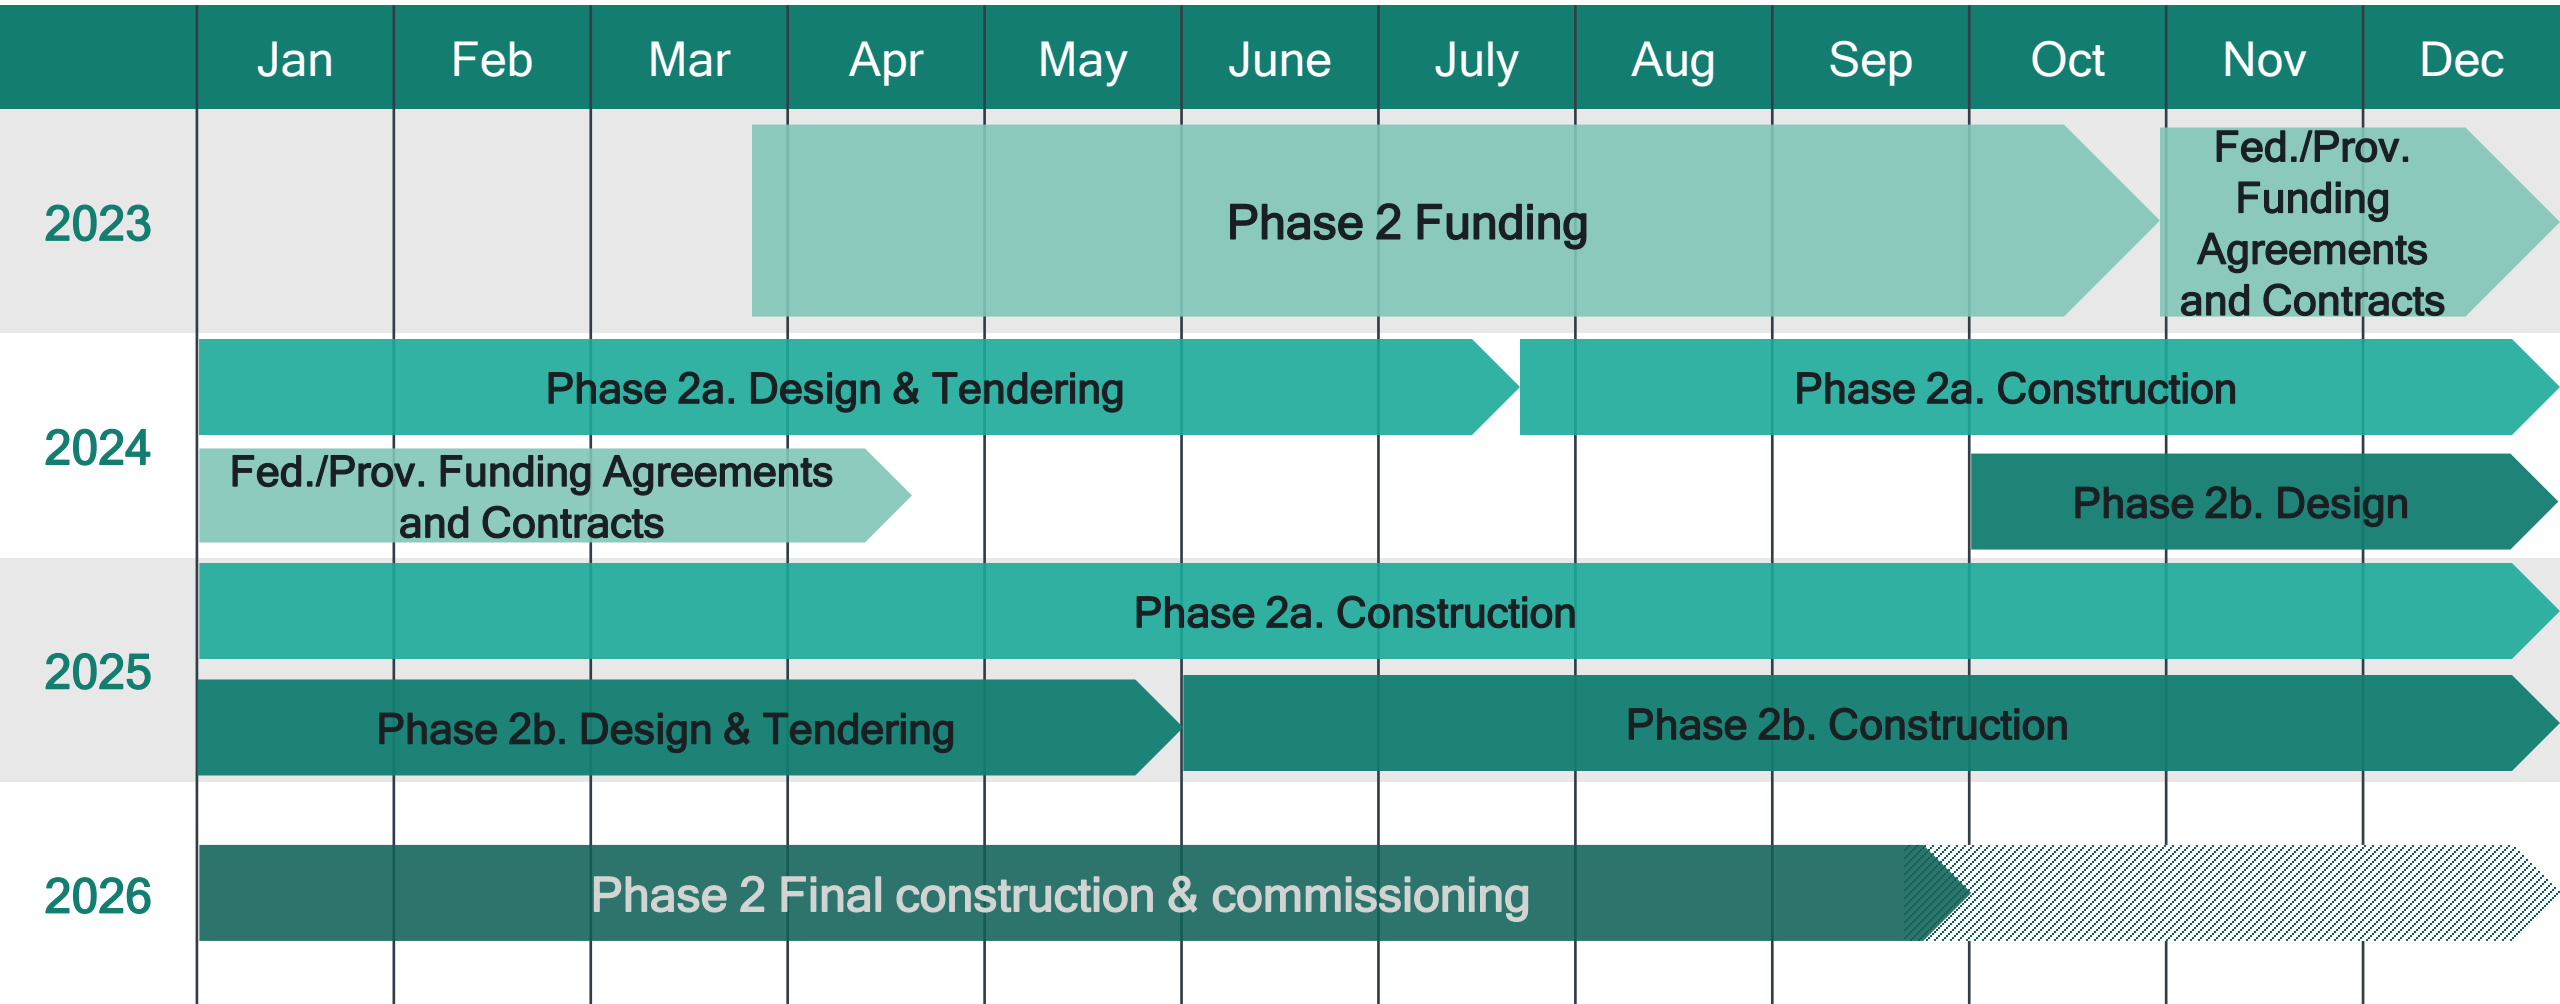 Jan Feb Mar Apr May June July Aug Sep Oct Nov Dec
2023
Phase 2 Funding
Fed./Prov.
Funding
Agreements
and Contracts
2024
Phase 2a. Design & Tendering
Phase 2a. Construction
Fed./Prov. Funding Agreements
and Contracts
Phase 2b. Design
2025
Phase 2a. Construction
Phase 2b. Design & Tendering
Phase 2b. Construction
2026
Phase 2 Final construction & commissioning